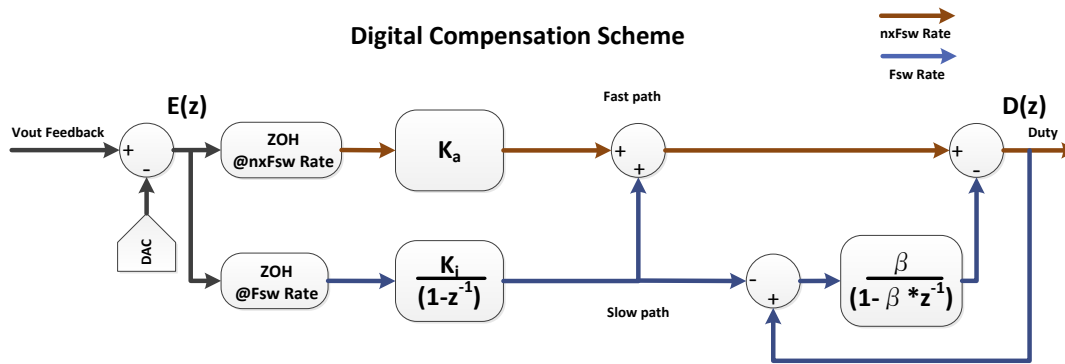 Digital Compensation Scheme
nxFsw Rate
Fsw Rate
E(z)
Fast path
D(z)
Vout Feedback
Duty
+
-
DAC
ZOH
@nxFsw Rate
Kₐ
+
+
+
-
ZOH
@Fsw Rate
Kᵢ
(1-z⁻¹)
Slow path
-
+
β
(1- β *z⁻¹)